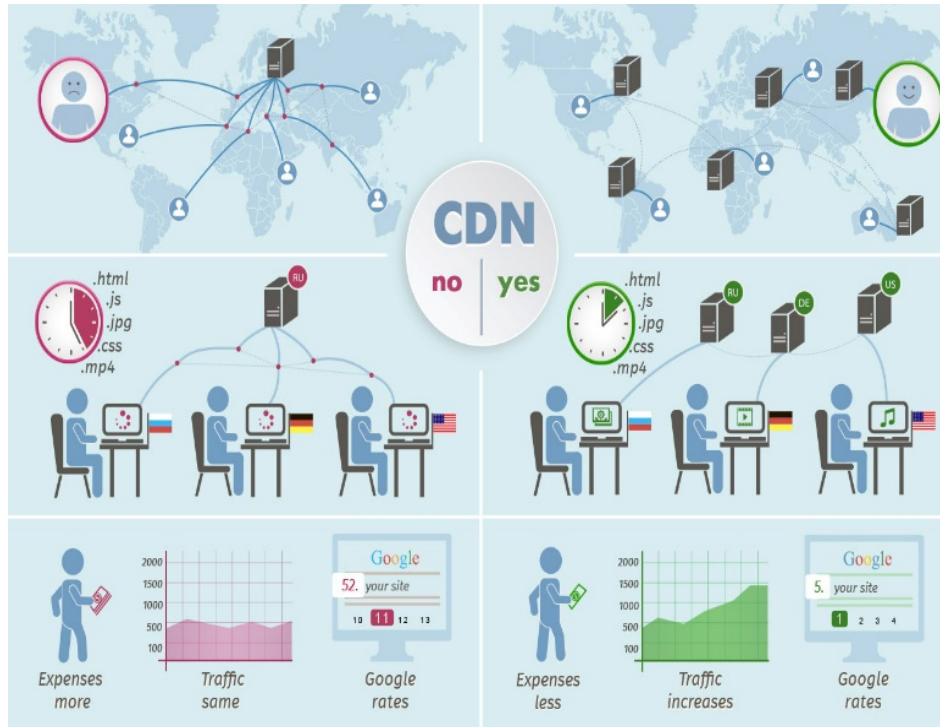 CDN
no yes
.html
.js
.jpg
.css
.mp4
RU
.html
.js
.jpg
.css
.mp4
RU
DE
US
2000
1500
1000
500
100
Google
52. your site
10 11 12 13
Expenses
more
Traffic
same
Google
rates
2000
1500
1000
500
100
Google
5. your site
1 2 3 4
Expenses
less
Traffic
increases
Google
rates